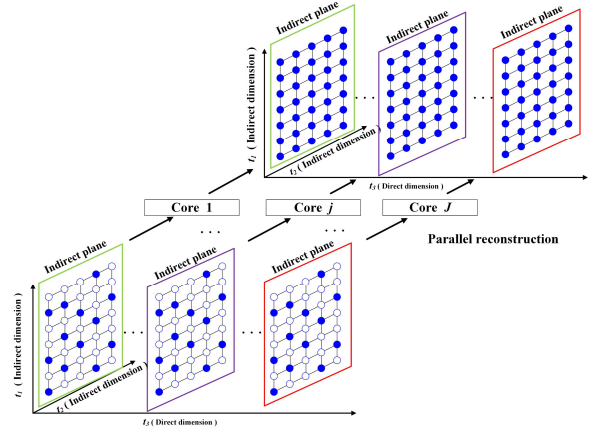 Indirect plane
Indirect plane
Indirect plane
t₁ ( Indirect dimension )
t₂ ( Indirect dimension )
. . .
. . .
t₃ ( Direct dimension )
Core 1
Core j
Core J
. . .
. . .
Parallel reconstruction
Indirect plane
Indirect plane
Indirect plane
t₁ ( Indirect dimension )
t₂ ( Indirect dimension )
. . .
. . .
t₃ ( Direct dimension )